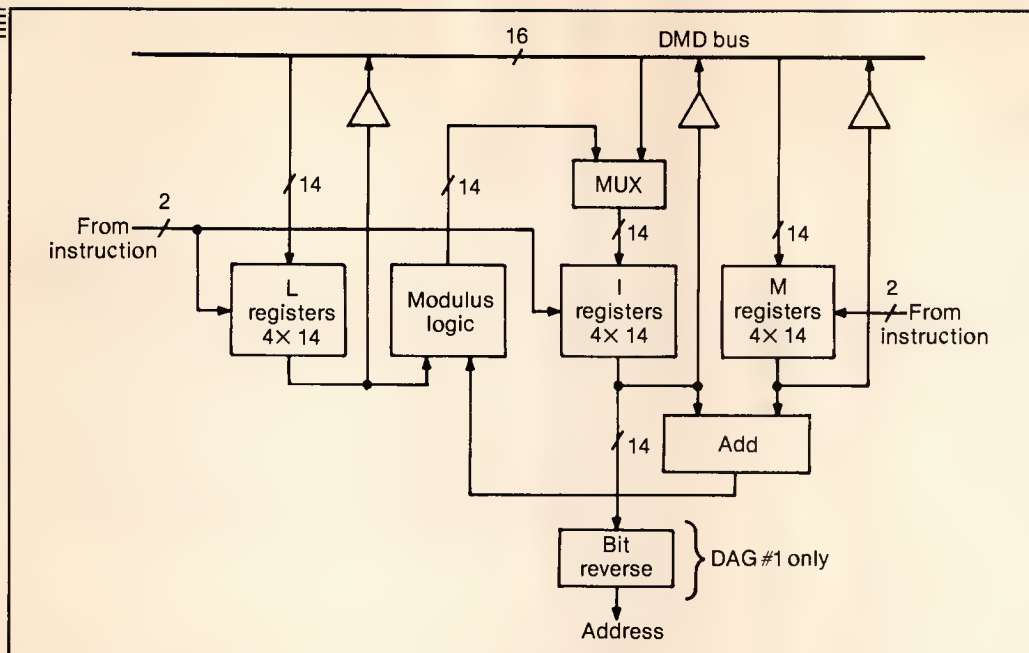 16
DMD bus
14
14
MUX
2
From
instruction
14
14
L
registers
4× 14
Modulus
logic
I
registers
4× 14
M
registers
4× 14
2
From
instruction
14
Add
Bit
reverse
DAG #1 only
Address